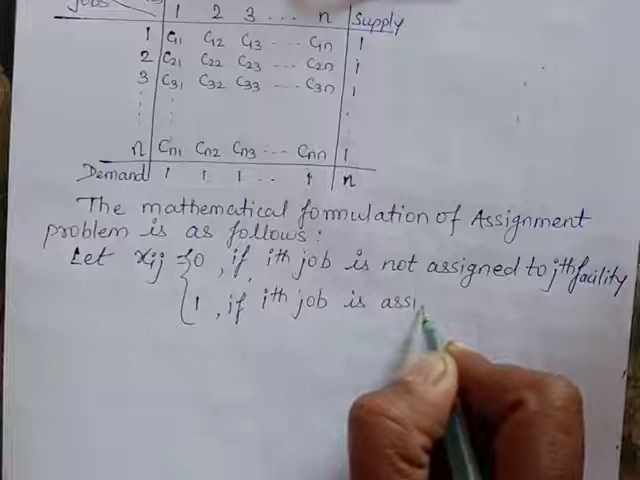 Jobs
1 2 3 .... n Supply
1 C11 C12 C13 ---- C1n 1
2 C21 C22 C23 ---- C2n 1
3 C31 C32 C33 ---- C3n 1
n Cn1 Cn2 Cn3 --- Cnn 1
Demand 1 1 1 ... 1 n
The mathematical formulation of Assignment
problem is as follows:
Let xij {0, if ith job is not assigned to jth facility
1, if ith job is assi